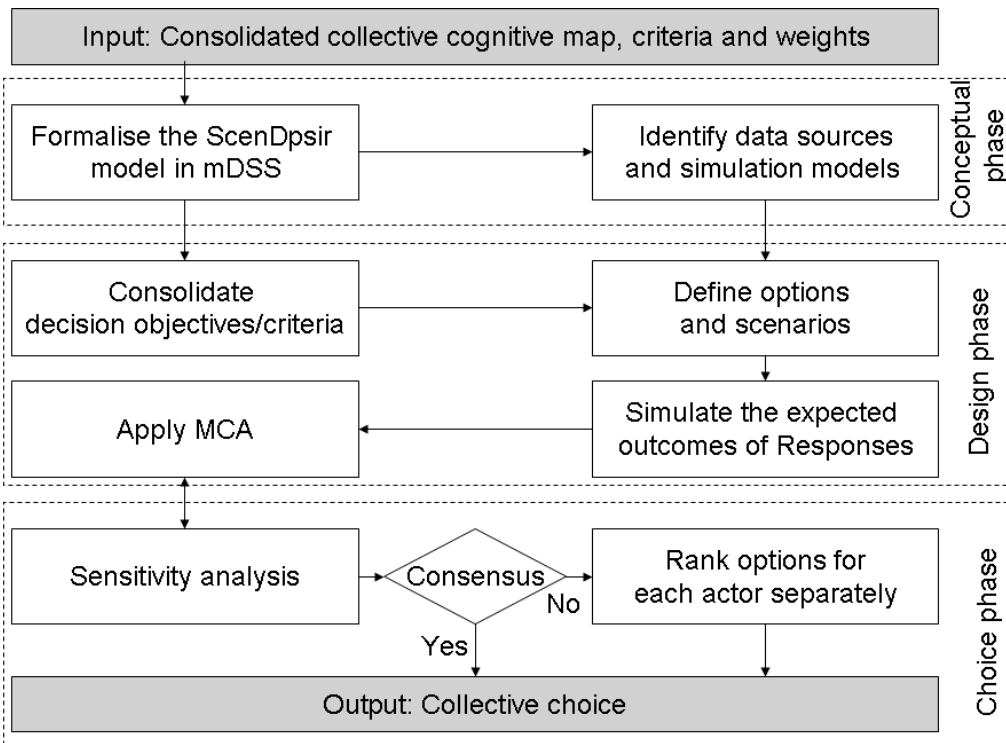 Input: Consolidated collective cognitive map, criteria and weights
Conceptual
phase
Formalise the ScenDpsir
model in mDSS
Identify data sources
and simulation models
Design phase
Consolidate
decision objectives/criteria
Define options
and scenarios
Apply MCA
Simulate the expected
outcomes of Responses
Choice phase
Sensitivity analysis
Consensus
No
Yes
Rank options for
each actor separately
Output: Collective choice